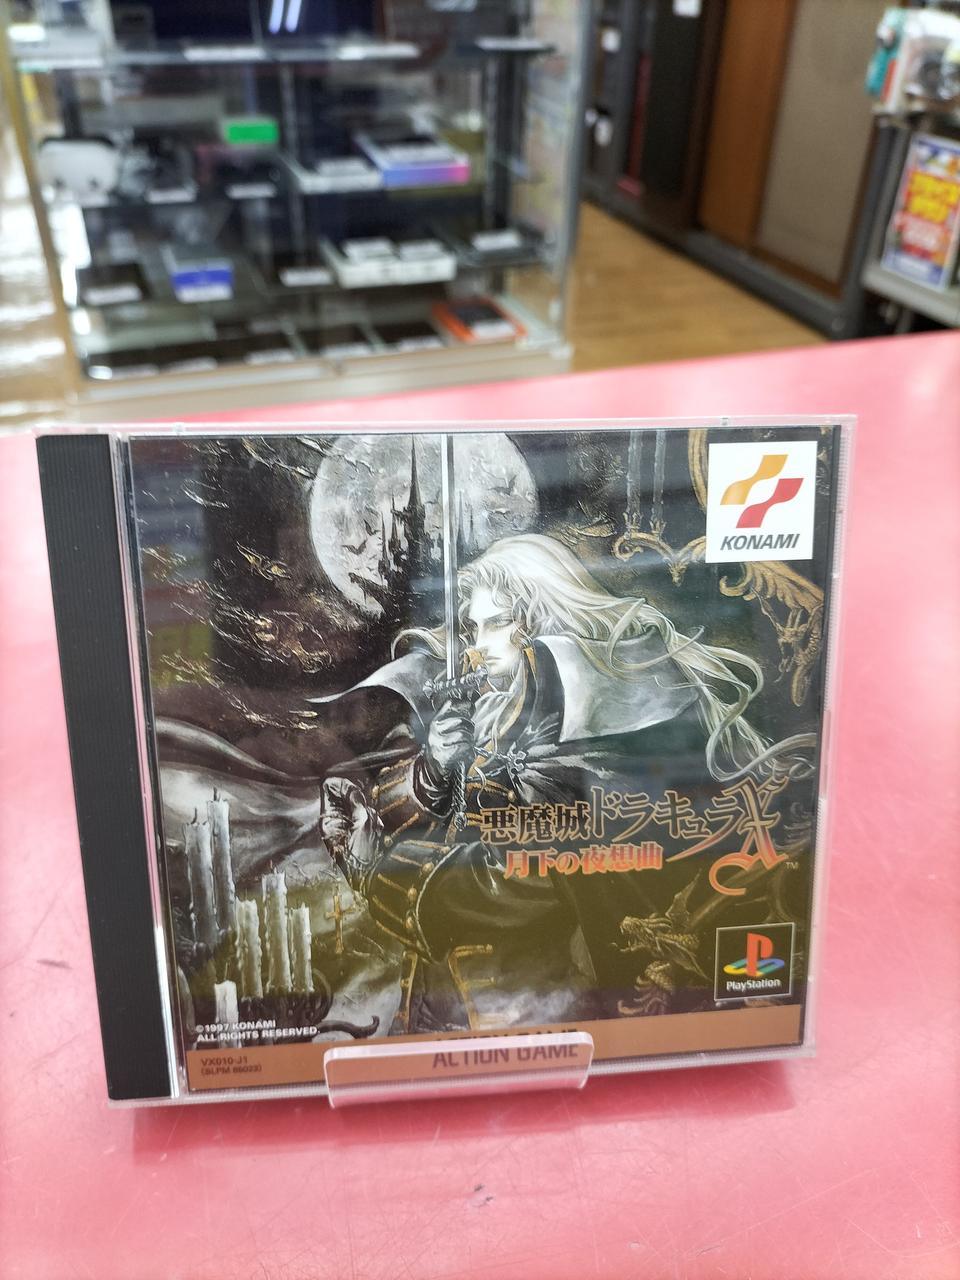 KONAMI
悪魔城ドラキュラX
月下の夜想曲
TM
PlayStation
©1997 KONAMI
ALL RIGHTS RESERVED.
VX010-J1
(SLPM 86023)
ACTION GAME